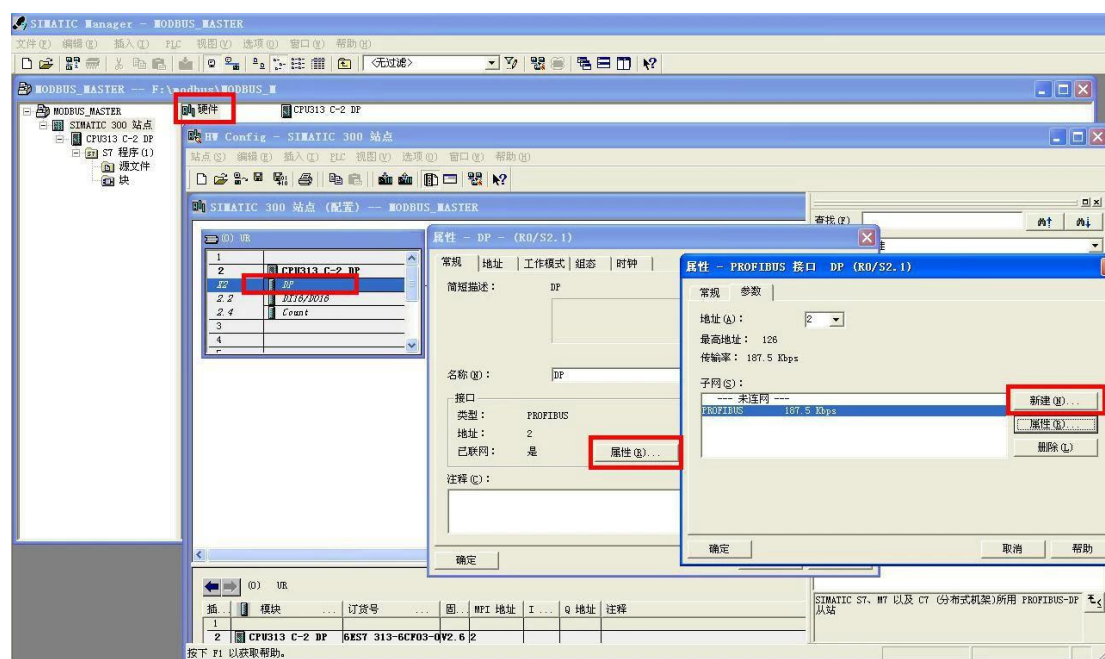 SIMATIC Manager - MODBUS_MASTER
文件(F) 编辑(E) 插入(I) PLC 视图(V) 选项(O) 窗口(W) 帮助(H)
<无过滤>
MODBUS_MASTER -- F:\modbus\MODBUS_M
MODBUS_MASTER
SIMATIC 300 站点
CPU313 C-2 DP
S7 程序(1)
源文件
块
硬件
CPU313 C-2 DP
HW Config - SIMATIC 300 站点
站点(S) 编辑(E) 插入(I) PLC 视图(V) 选项(O) 窗口(W) 帮助(H)
SIMATIC 300 站点 (配置) -- MODBUS_MASTER
查找(F)
(0) UR
1
2 CPU313 C-2 DP
X2 DP
2.2 DI16/DO16
2.4 Count
3
4
属性 - DP - (R0/S2.1)
常规 地址 工作模式 组态 时钟
简短描述： DP
名称(N)： DP
接口
类型： PROFIBUS
地址： 2
已联网： 是 属性(R)...
注释(C)：
确定
属性 - PROFIBUS 接口 DP (R0/S2.1)
常规 参数
地址(A)： 2
最高地址： 126
传输率： 187.5 Kbps
子网(S)：
--- 未连网 ---
PROFIBUS 187.5 Kbps
新建(N)...
属性(R)...
删除(L)
确定 取消 帮助
(0) UR
插... 模块 ... 订货号 ... 固... MPI 地址 I ... Q 地址 注释
1
2 CPU313 C-2 DP 6ES7 313-6CF03-0 V2.6 2
SIMATIC S7、M7 以及 C7 (分布式机架)所用 PROFIBUS-DP
从站
按下 F1 以获取帮助。